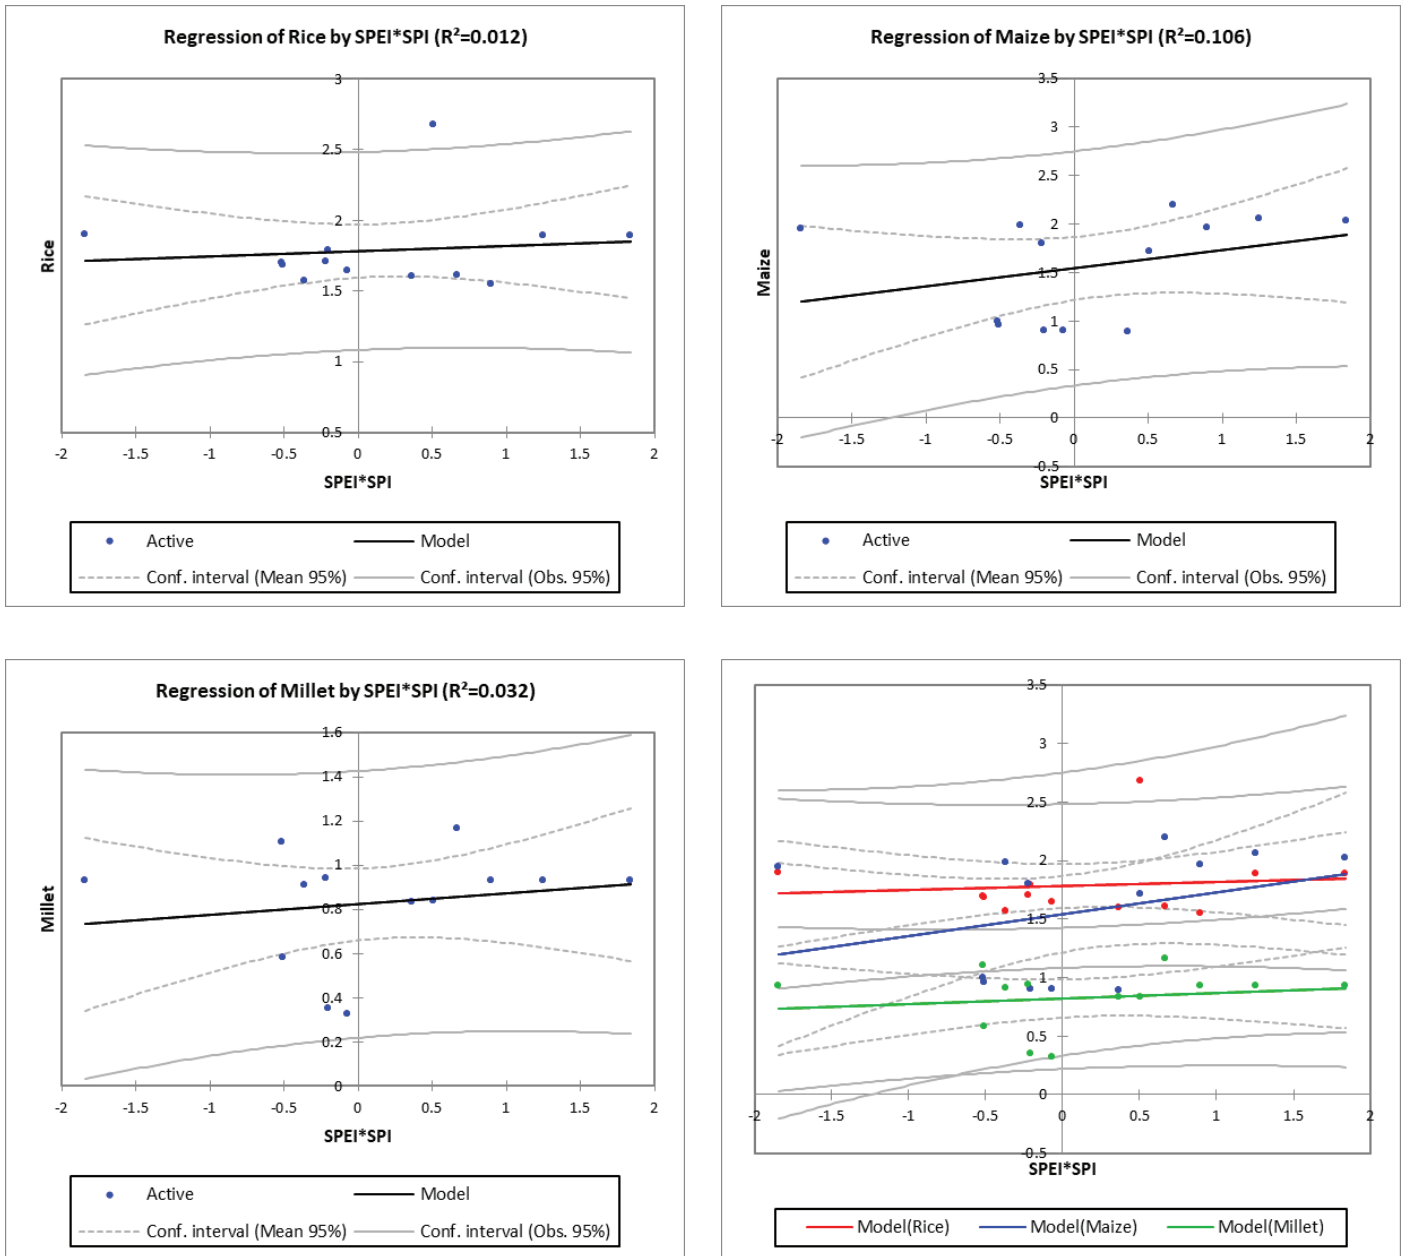 Regression of Rice by SPEI*SPI (R²=0.012)
3
2.5
2
1.5
1
0.5
Rice
-2 -1.5 -1 -0.5 0 0.5 1 1.5 2
SPEI*SPI
Active Model
Conf. interval (Mean 95%) Conf. interval (Obs. 95%)
Regression of Maize by SPEI*SPI (R²=0.106)
3.5
3
2.5
2
1.5
1
0.5
0
-0.5
Maize
-2 -1.5 -1 -0.5 0 0.5 1 1.5 2
SPEI*SPI
Active Model
Conf. interval (Mean 95%) Conf. interval (Obs. 95%)
Regression of Millet by SPEI*SPI (R²=0.032)
1.6
1.4
1.2
1
0.8
0.6
0.4
0.2
0
Millet
-2 -1.5 -1 -0.5 0 0.5 1 1.5 2
SPEI*SPI
Active Model
Conf. interval (Mean 95%) Conf. interval (Obs. 95%)
3.5
3
2.5
2
1.5
1
0.5
0
-0.5
-2 -1.5 -1 -0.5 0 0.5 1 1.5 2
SPEI*SPI
Model(Rice) Model(Maize) Model(Millet)